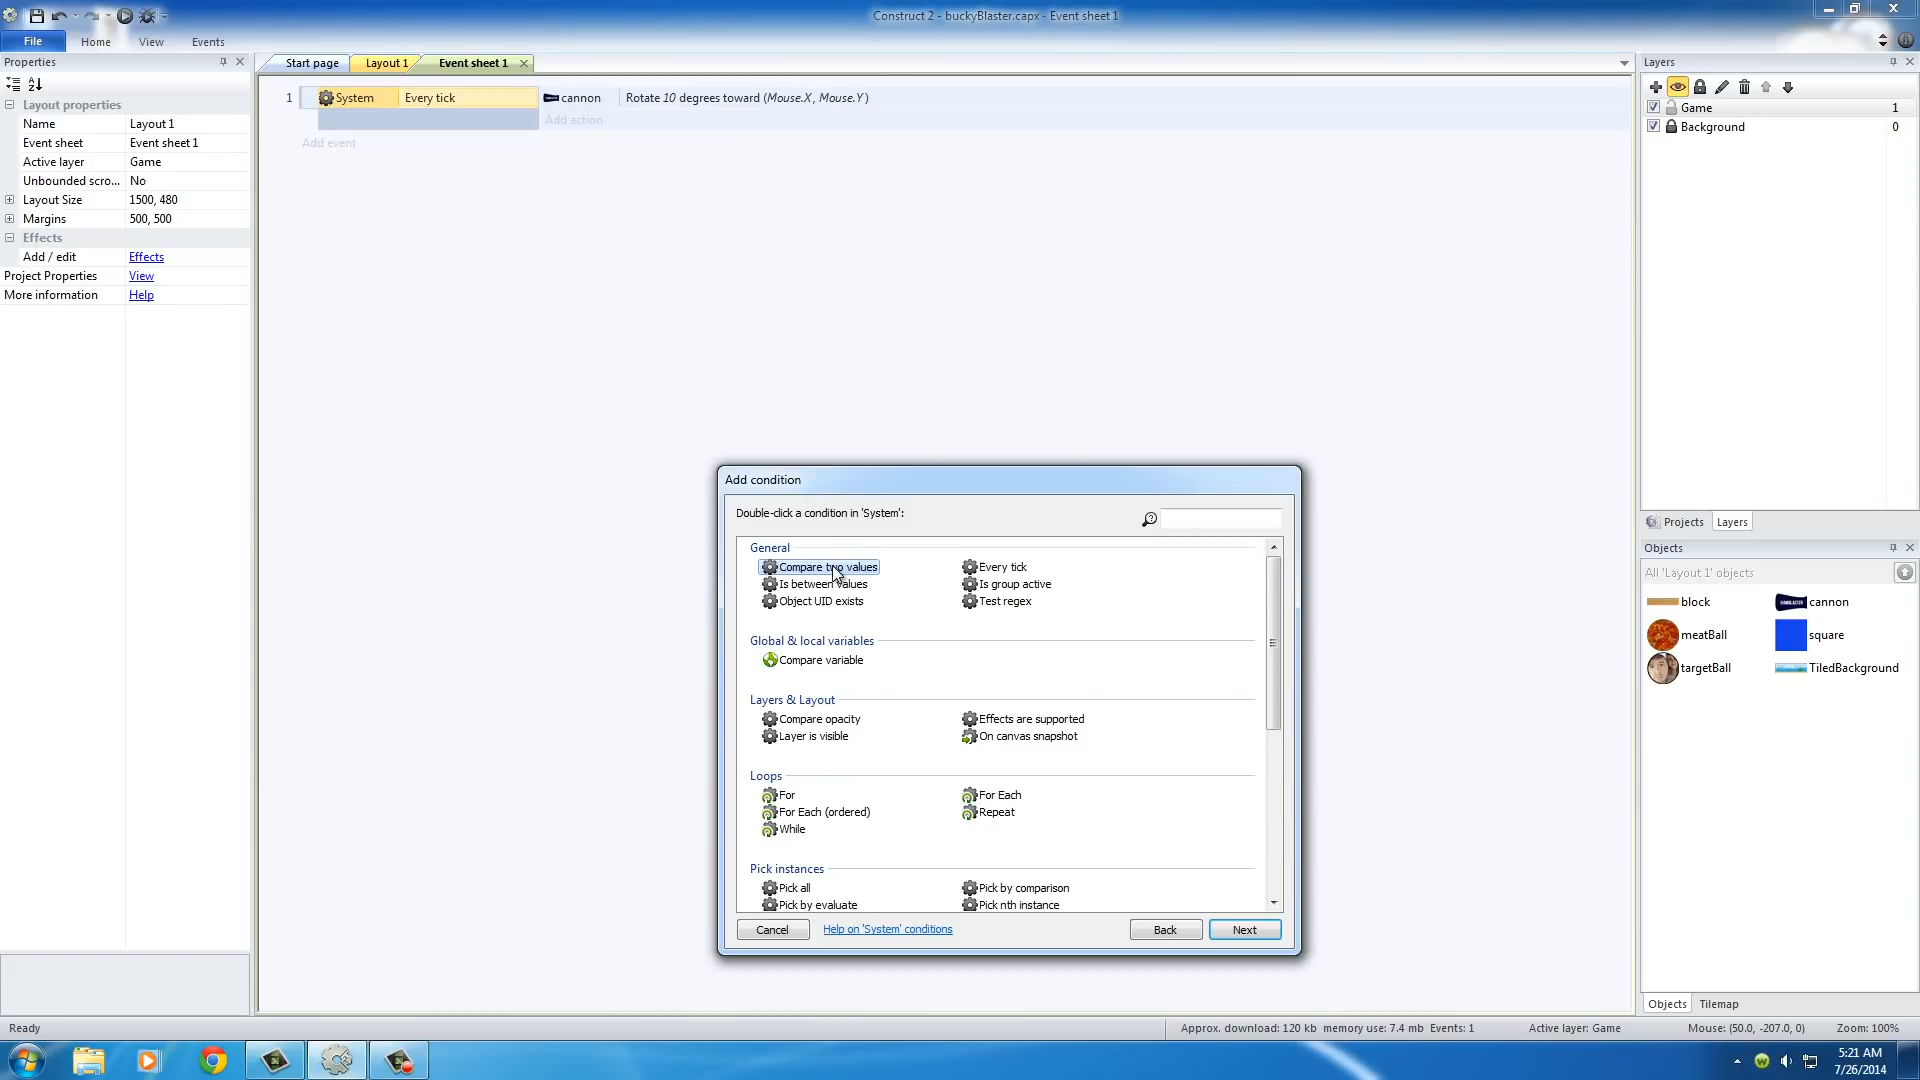 Construct 2 - buckyBlaster.capx - Event sheet 1
File Home View Events
Properties
Layout properties
Name Layout 1
Event sheet Event sheet 1
Active layer Game
Unbounded scro... No
Layout Size 1500, 480
Margins 500, 500
Effects
Add / edit Effects
Project Properties View
More information Help
Start page Layout 1 Event sheet 1
1 System Every tick cannon Rotate 10 degrees toward (Mouse.X, Mouse.Y)
Add action
Add event
Add condition
Double-click a condition in 'System':
General
Compare two values Every tick
Is between values Is group active
Object UID exists Test regex
Global & local variables
Compare variable
Layers & Layout
Compare opacity Effects are supported
Layer is visible On canvas snapshot
Loops
For For Each
For Each (ordered) Repeat
While
Pick instances
Pick all Pick by comparison
Pick by evaluate Pick nth instance
Cancel Help on 'System' conditions Back Next
Layers
Game 1
Background 0
Projects Layers
Objects
All 'Layout 1' objects
block cannon
meatBall square
targetBall TiledBackground
Objects Tilemap
Ready Approx. download: 120 kb memory use: 7.4 mb Events: 1 Active layer: Game Mouse: (50.0, -207.0, 0) Zoom: 100%
5:21 AM
7/26/2014